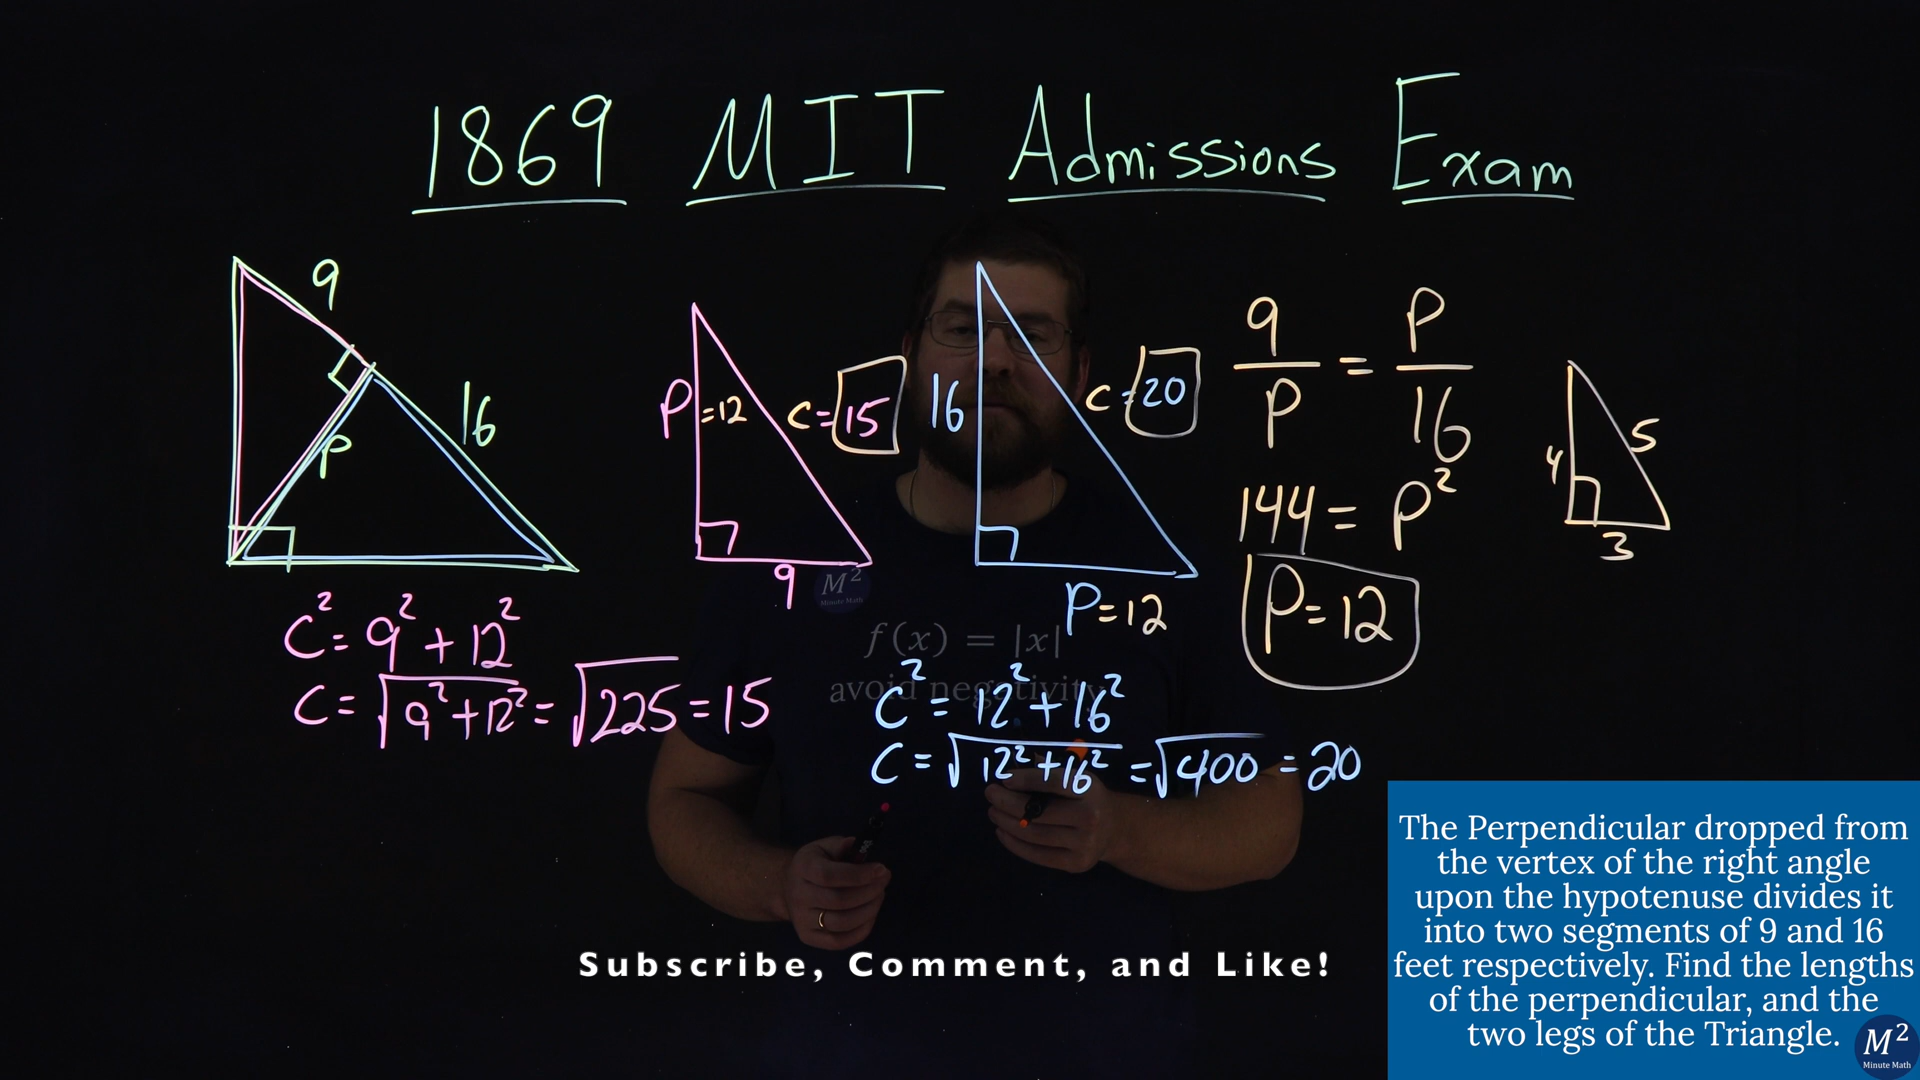 1869 MIT Admissions Exam
9
16
P
P = 12
C = 15
9
16
C = 20
P = 12
9/P = P/16
144 = P²
P = 12
4
5
3
C² = 9² + 12²
C = √9² + 12² = √225 = 15
M²
Minute Math
f(x) = |x|
avoid negativity
C² = 12² + 16²
C = √12² + 16² = √400 = 20
The Perpendicular dropped from
the vertex of the right angle
upon the hypotenuse divides it
into two segments of 9 and 16
feet respectively. Find the lengths
of the perpendicular, and the
two legs of the Triangle.
Subscribe, Comment, and Like!
M²
Minute Math